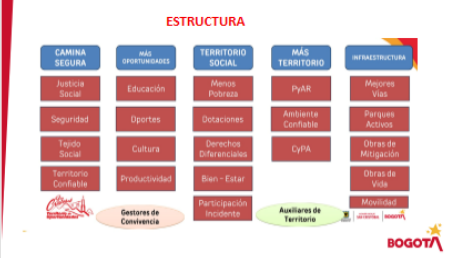 ESTRUCTURA
CAMINA
SEGURA
MÁS
OPORTUNIDADES
TERRITORIO
SOCIAL
MÁS
TERRITORIO
INFRAESTRUCTURA
Justicia
Social
Educación
Menos
Pobreza
PyAR
Mejores
Vías
Seguridad
Oportes
Dotaciones
Ambiente
Confiable
Parques
Activos
Tejido
Social
Cultura
Derechos
Diferenciales
CyPA
Obras de
Mitigación
Territorio
Confiable
Productividad
Bien - Estar
Obras de
Vida
Participación
Incidente
Movilidad
Gestores de
Convivencia
Auxiliares de
Territorio
BOGOTÁ
BOGOTÁ